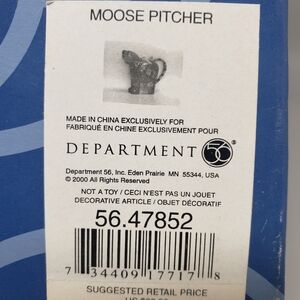 MOOSE PITCHER
MADE IN CHINA EXCLUSIVELY FOR
FABRIQUÉ EN CHINE EXCLUSIVEMENT POUR
DEPARTMENT 56®
Department 56, Inc. Eden Prairie MN 55344, USA
© 2000 All Rights Reserved
NOT A TOY / CECI N'EST PAS UN JOUET
DECORATIVE ARTICLE / OBJET DÉCORATIF
56.47852
7 34409 17717 8
SUGGESTED RETAIL PRICE